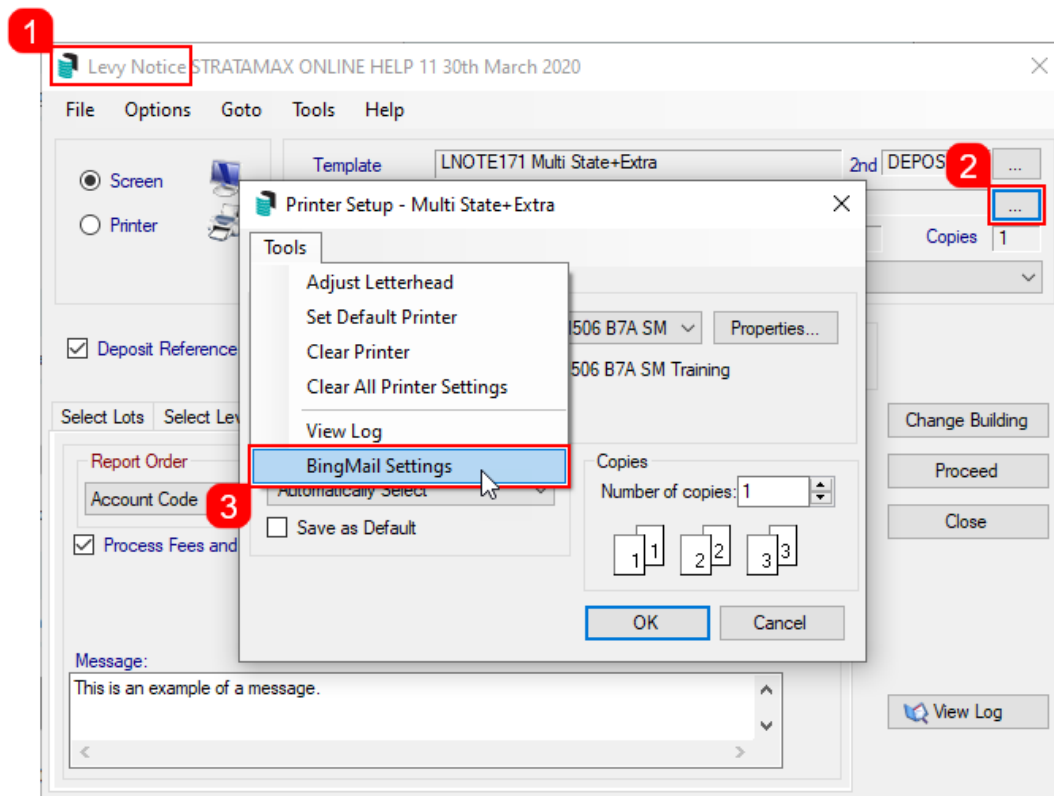 1
Levy Notice STRATAMAX ONLINE HELP 11 30th March 2020
File Options Goto Tools Help
Screen
Template LNOTE171 Multi State+Extra 2nd DEPOS 2 ...
Printer Setup - Multi State+Extra
...
Printer
Copies 1
Tools
Adjust Letterhead
Set Default Printer
I506 B7A SM Properties...
Deposit Reference
Clear Printer
506 B7A SM Training
Clear All Printer Settings
Select Lots Select Lev
Change Building
View Log
Report Order
BingMail Settings
Copies
Proceed
Account Code
3
Automatically Select
Number of copies: 1
Save as Default
Close
Process Fees and
1 1 2 2 3 3
OK Cancel
Message:
This is an example of a message.
View Log